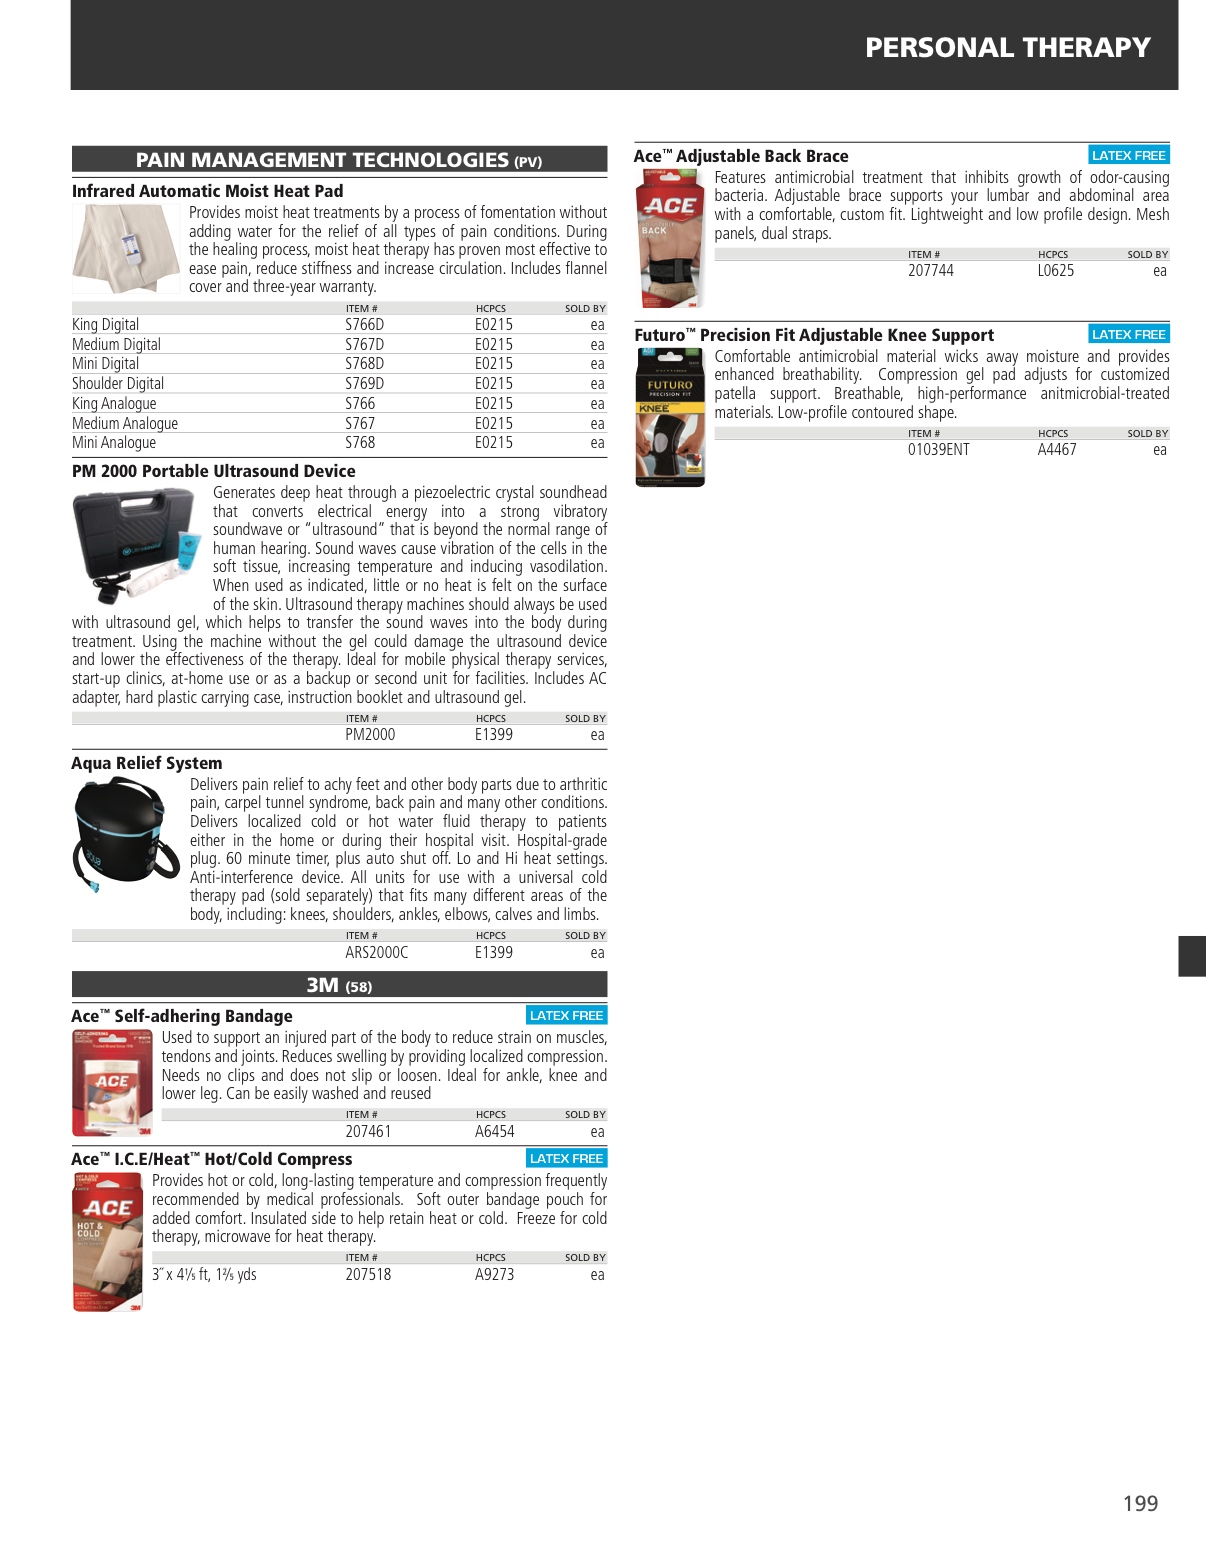 PERSONAL THERAPY
PAIN MANAGEMENT TECHNOLOGIES (PV)
Infrared Automatic Moist Heat Pad
Provides moist heat treatments by a process of fomentation without
adding water for the relief of all types of pain conditions. During
the healing process, moist heat therapy has proven most effective to
ease pain, reduce stiffness and increase circulation. Includes flannel
cover and three-year warranty.
ITEM # HCPCS SOLD BY
King Digital S766D E0215 ea
Medium Digital S767D E0215 ea
Mini Digital S768D E0215 ea
Shoulder Digital S769D E0215 ea
King Analogue S766 E0215 ea
Medium Analogue S767 E0215 ea
Mini Analogue S768 E0215 ea
PM 2000 Portable Ultrasound Device
Generates deep heat through a piezoelectric crystal soundhead
that converts electrical energy into a strong vibratory
soundwave or “ultrasound” that is beyond the normal range of
human hearing. Sound waves cause vibration of the cells in the
soft tissue, increasing temperature and inducing vasodilation.
When used as indicated, little or no heat is felt on the surface
of the skin. Ultrasound therapy machines should always be used
with ultrasound gel, which helps to transfer the sound waves into the body during
treatment. Using the machine without the gel could damage the ultrasound device
and lower the effectiveness of the therapy. Ideal for mobile physical therapy services,
start-up clinics, at-home use or as a backup or second unit for facilities. Includes AC
adapter, hard plastic carrying case, instruction booklet and ultrasound gel.
ITEM # HCPCS SOLD BY
PM2000 E1399 ea
Aqua Relief System
Delivers pain relief to achy feet and other body parts due to arthritic
pain, carpel tunnel syndrome, back pain and many other conditions.
Delivers localized cold or hot water fluid therapy to patients
either in the home or during their hospital visit. Hospital-grade
plug. 60 minute timer, plus auto shut off. Lo and Hi heat settings.
Anti-interference device. All units for use with a universal cold
therapy pad (sold separately) that fits many different areas of the
body, including: knees, shoulders, ankles, elbows, calves and limbs.
ITEM # HCPCS SOLD BY
ARS2000C E1399 ea
3M (58)
Ace™ Self-adhering Bandage LATEX FREE
ACE
3M
Used to support an injured part of the body to reduce strain on muscles,
tendons and joints. Reduces swelling by providing localized compression.
Needs no clips and does not slip or loosen. Ideal for ankle, knee and
lower leg. Can be easily washed and reused
ITEM # HCPCS SOLD BY
207461 A6454 ea
Ace™ I.C.E/Heat™ Hot/Cold Compress LATEX FREE
ACE
HOT &
COLD
COMPRESS
3M
Provides hot or cold, long-lasting temperature and compression frequently
recommended by medical professionals.  Soft outer bandage pouch for
added comfort. Insulated side to help retain heat or cold.  Freeze for cold
therapy, microwave for heat therapy.
ITEM # HCPCS SOLD BY
3˝ x 4⅕ ft, 1⅖ yds 207518 A9273 ea
Ace™ Adjustable Back Brace LATEX FREE
ACE
BACK
3M
Features antimicrobial treatment that inhibits growth of odor-causing
bacteria. Adjustable brace supports your lumbar and abdominal area
with a comfortable, custom fit. Lightweight and low profile design. Mesh
panels, dual straps.
ITEM # HCPCS SOLD BY
207744 L0625 ea
Futuro™ Precision Fit Adjustable Knee Support LATEX FREE
FUTURO
PRECISION FIT
KNEE
Comfortable antimicrobial material wicks away moisture and provides
enhanced breathability.  Compression gel pad adjusts for customized
patella support. Breathable, high-performance anitmicrobial-treated
materials. Low-profile contoured shape.
ITEM # HCPCS SOLD BY
01039ENT A4467 ea
199